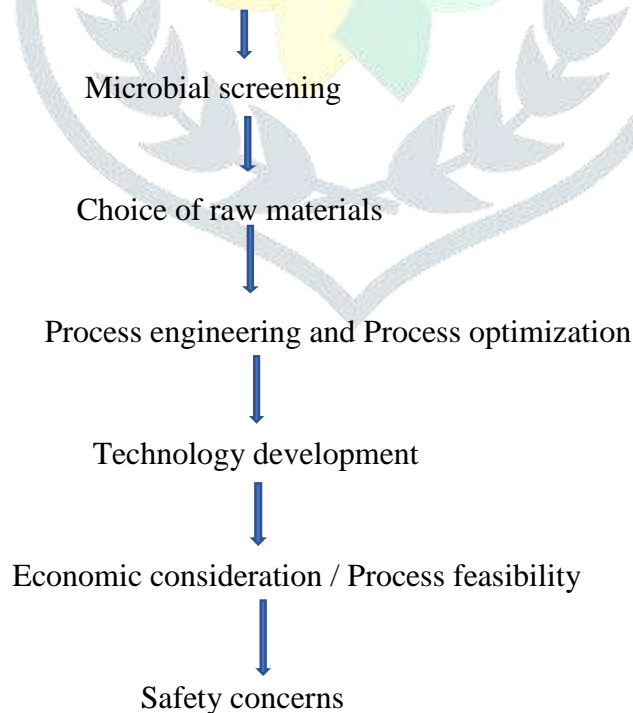 Microbial screening
Choice of raw materials
Process engineering and Process optimization
Technology development
Economic consideration / Process feasibility
Safety concerns